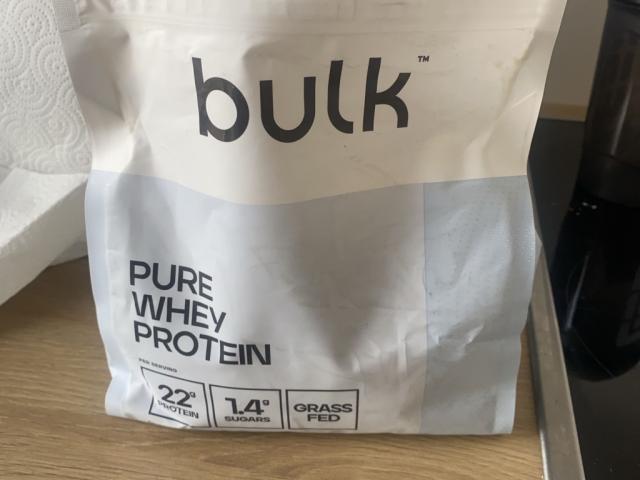 bulk™
PURE
WHEY
PROTEIN
PER SERVING
22g
PROTEIN
1.4g
SUGARS
GRASS
FED